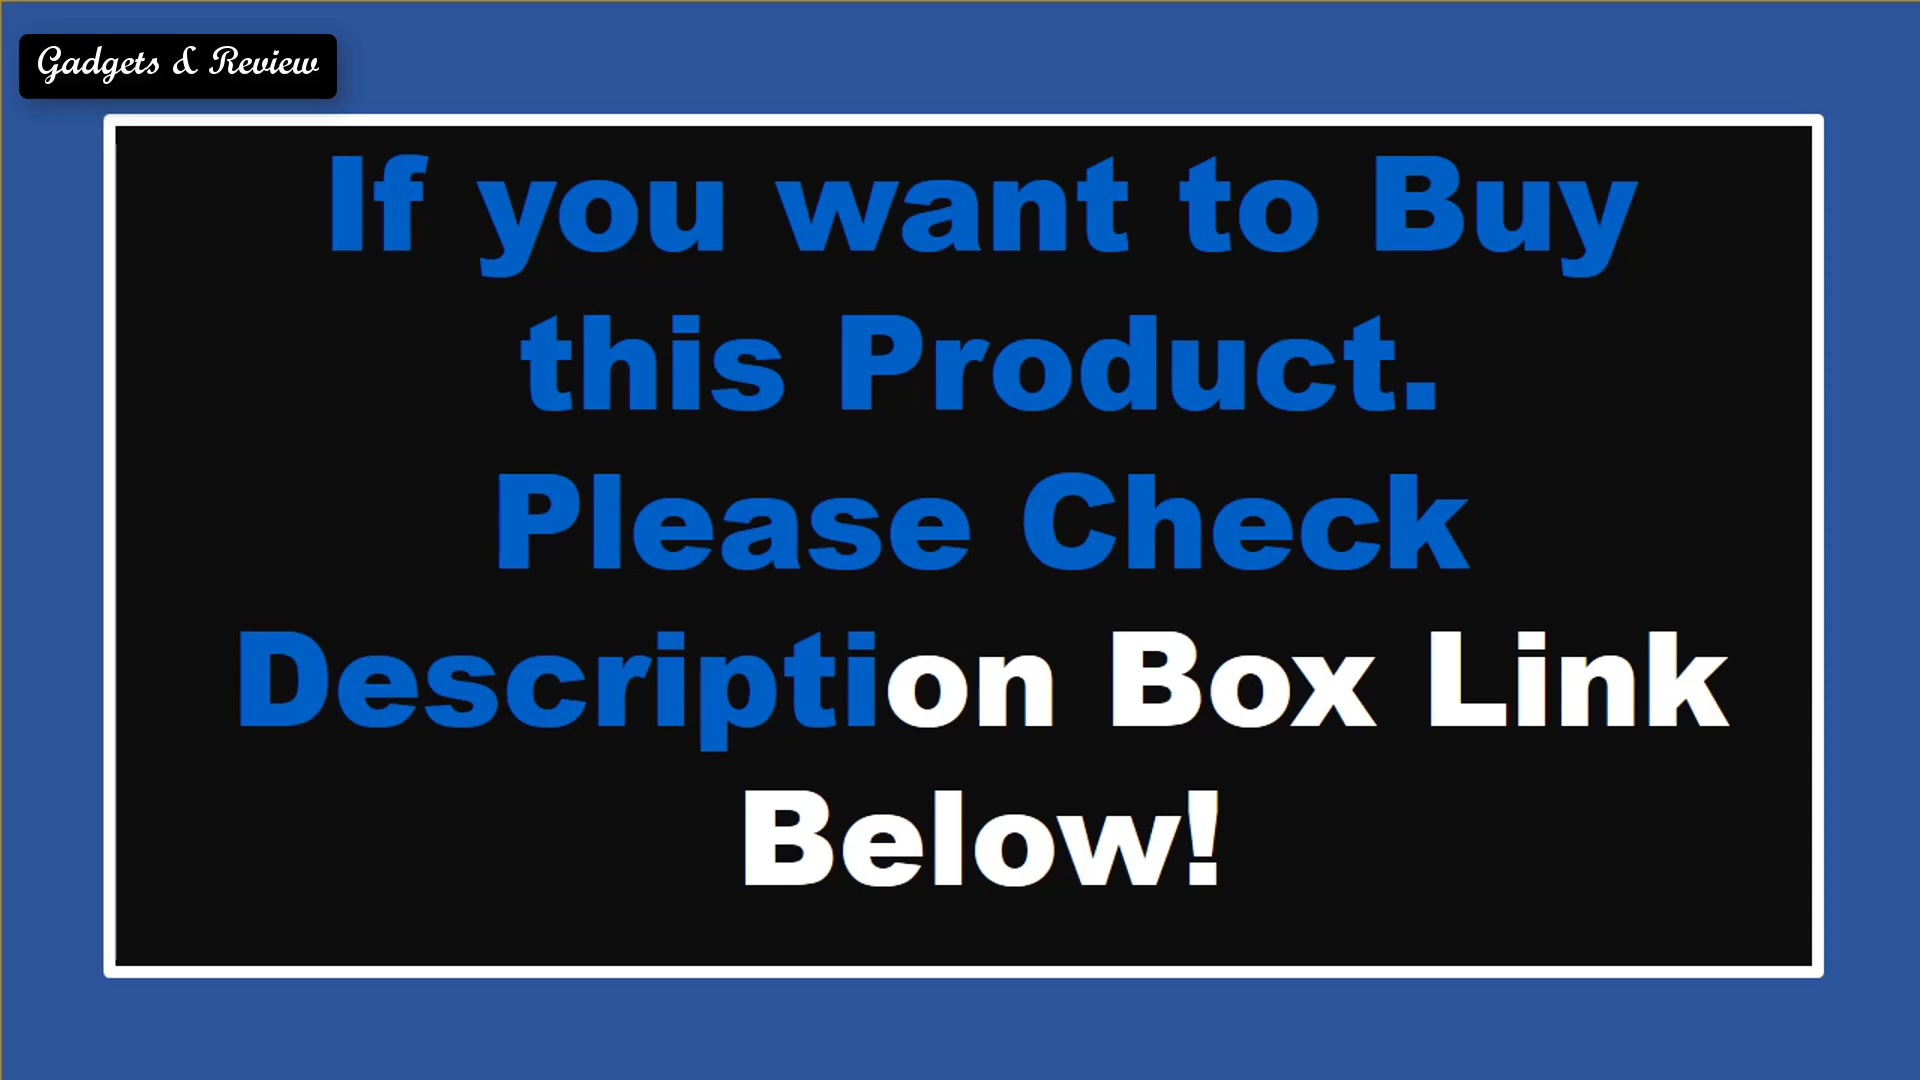 Gadgets & Review
If you want to Buy
this Product.
Please Check
Description Box Link
Below!